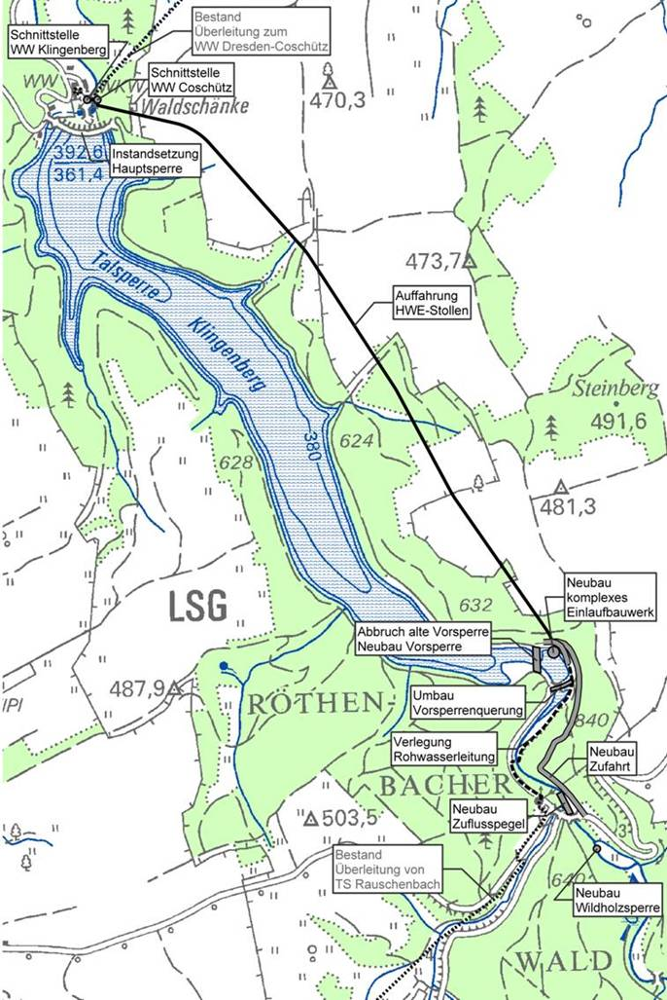 Bestand
Überleitung zum
WW Dresden-Coschütz
Schnittstelle
WW Klingenberg
Schnittstelle
WW Coschütz
WW
Waldschänke
470,3
392,6
361,4
Instandsetzung
Hauptsperre
Talsperre
Klingenberg
473,7
Auffahrung
HWE-Stollen
Steinberg
491,6
380
624
628
481,3
LSG
632
Neubau
komplexes
Einlaufbauwerk
Abbruch alte Vorsperre
Neubau Vorsperre
487,9
RÖTHEN-
Umbau
Vorsperrenquerung
840
Verlegung
Rohwasserleitung
Neubau
Zufahrt
BACHER
Neubau
Zuflusspegel
503,5
Bestand
Überleitung von
TS Rauschenbach
640
Neubau
Wildholzsperre
WALD